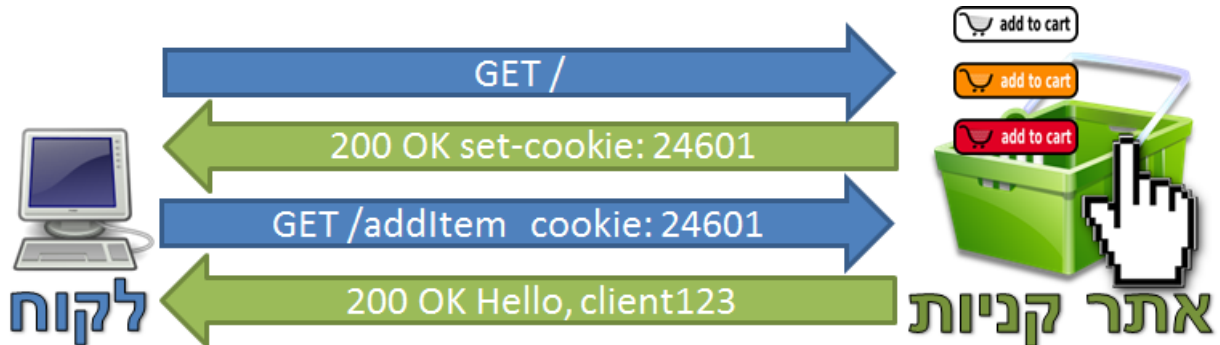 add to cart
GET /
add to cart
200 OK set-cookie: 24601
add to cart
GET /addItem cookie: 24601
200 OK Hello, client123
לקוח
אתר קניות